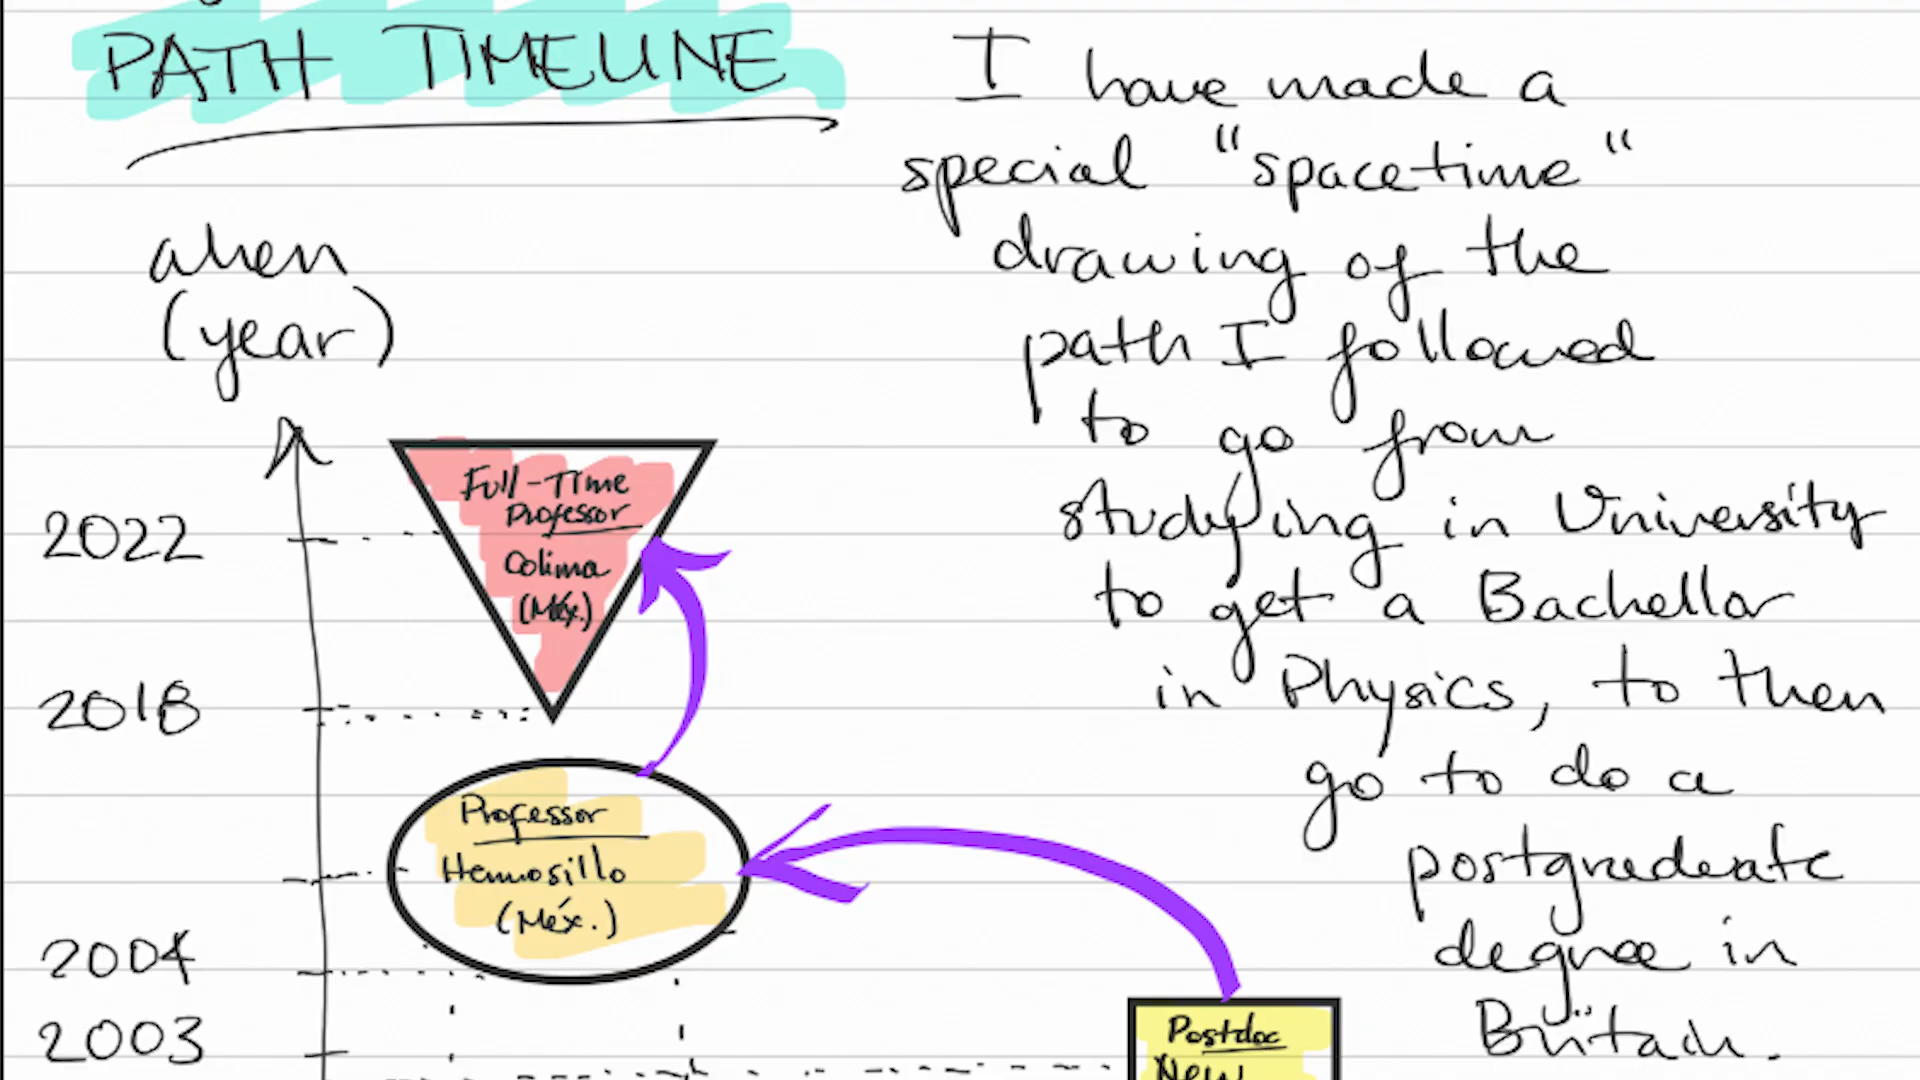 PATH TIMELINE
I have made a
special "spacetime"
drawing of the
path I followed
to go from
studying in University
to get a Bachellor
in Physics, to then
go to do a
postgraduate
degree in
Britain.
when
(year)
2022
2018
2004
2003
Full-Time
Professor
Colima
(Méx.)
Professor
Hermosillo
(Méx.)
Postdoc
New